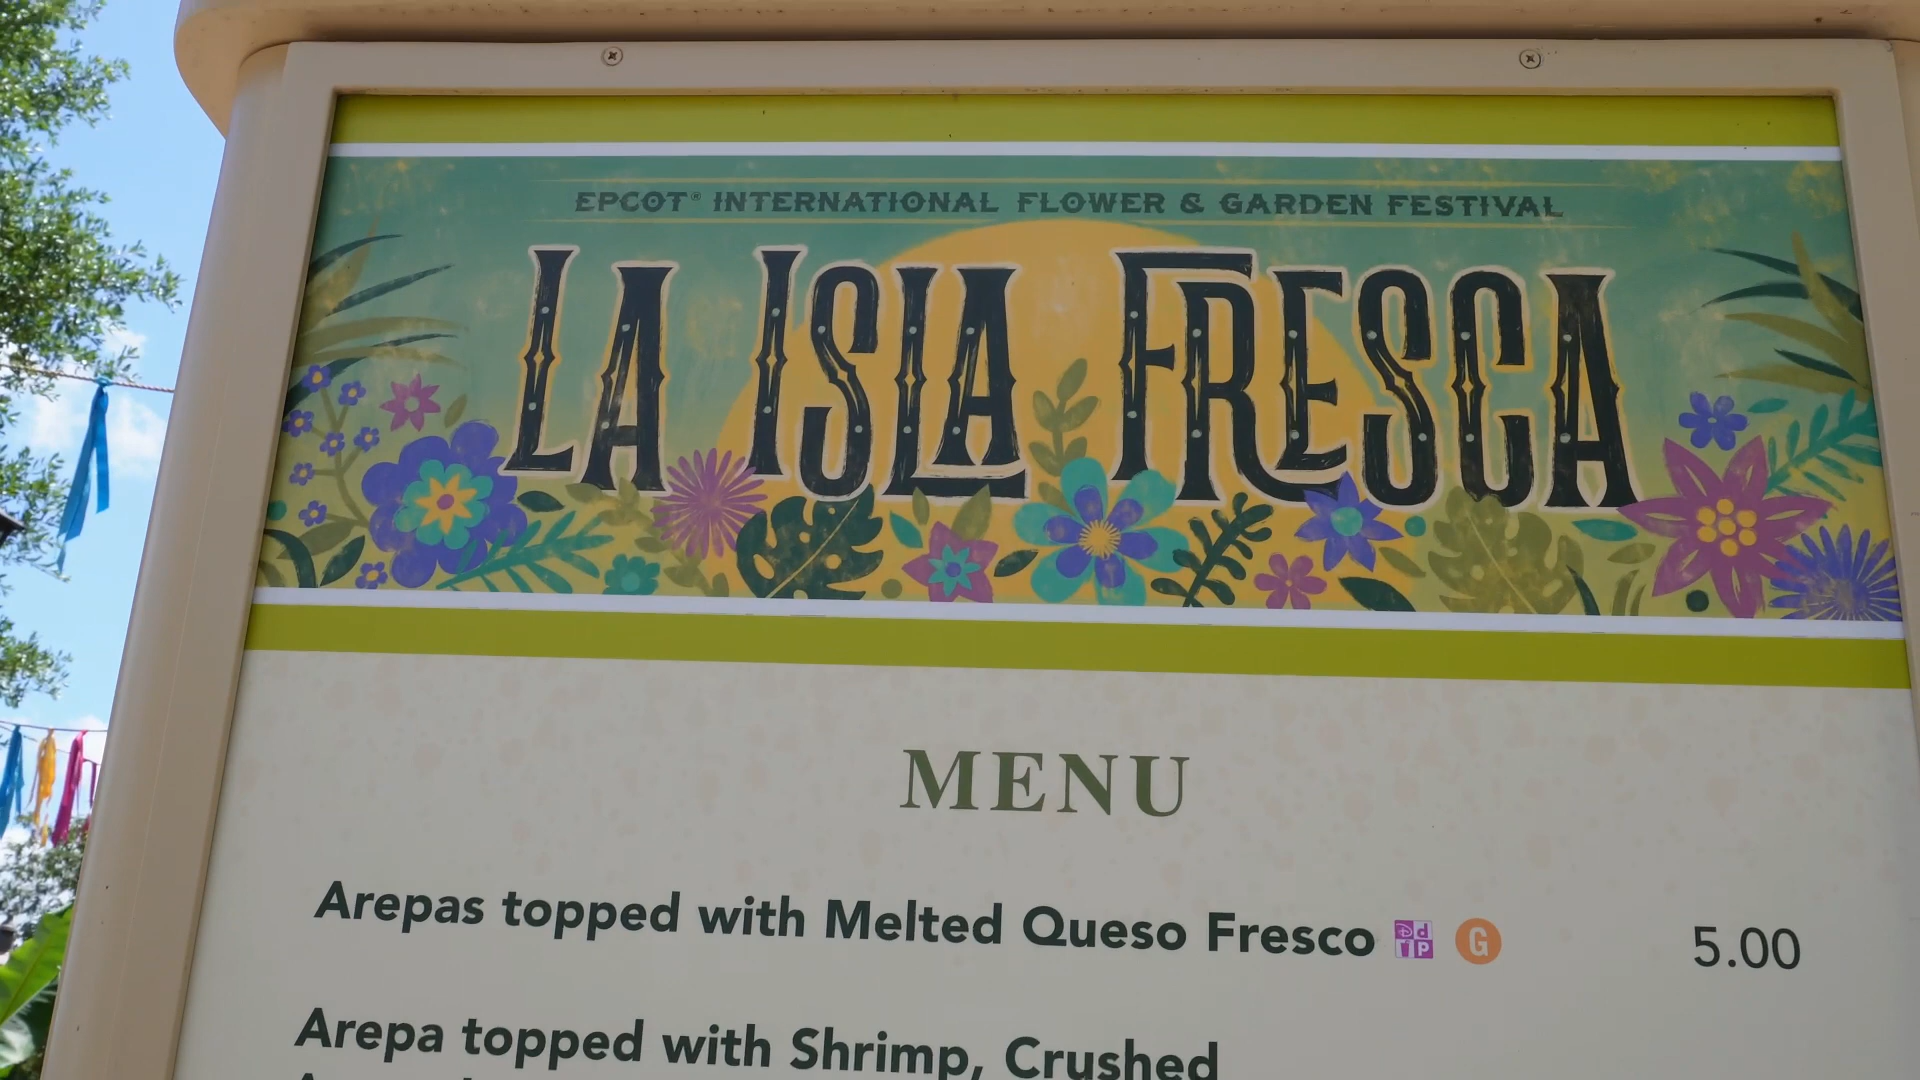 EPCOT® INTERNATIONAL FLOWER & GARDEN FESTIVAL
LA ISLA FRESCA
MENU
Arepas topped with Melted Queso Fresco DdP G 5.00
Arepa topped with Shrimp, Crushed